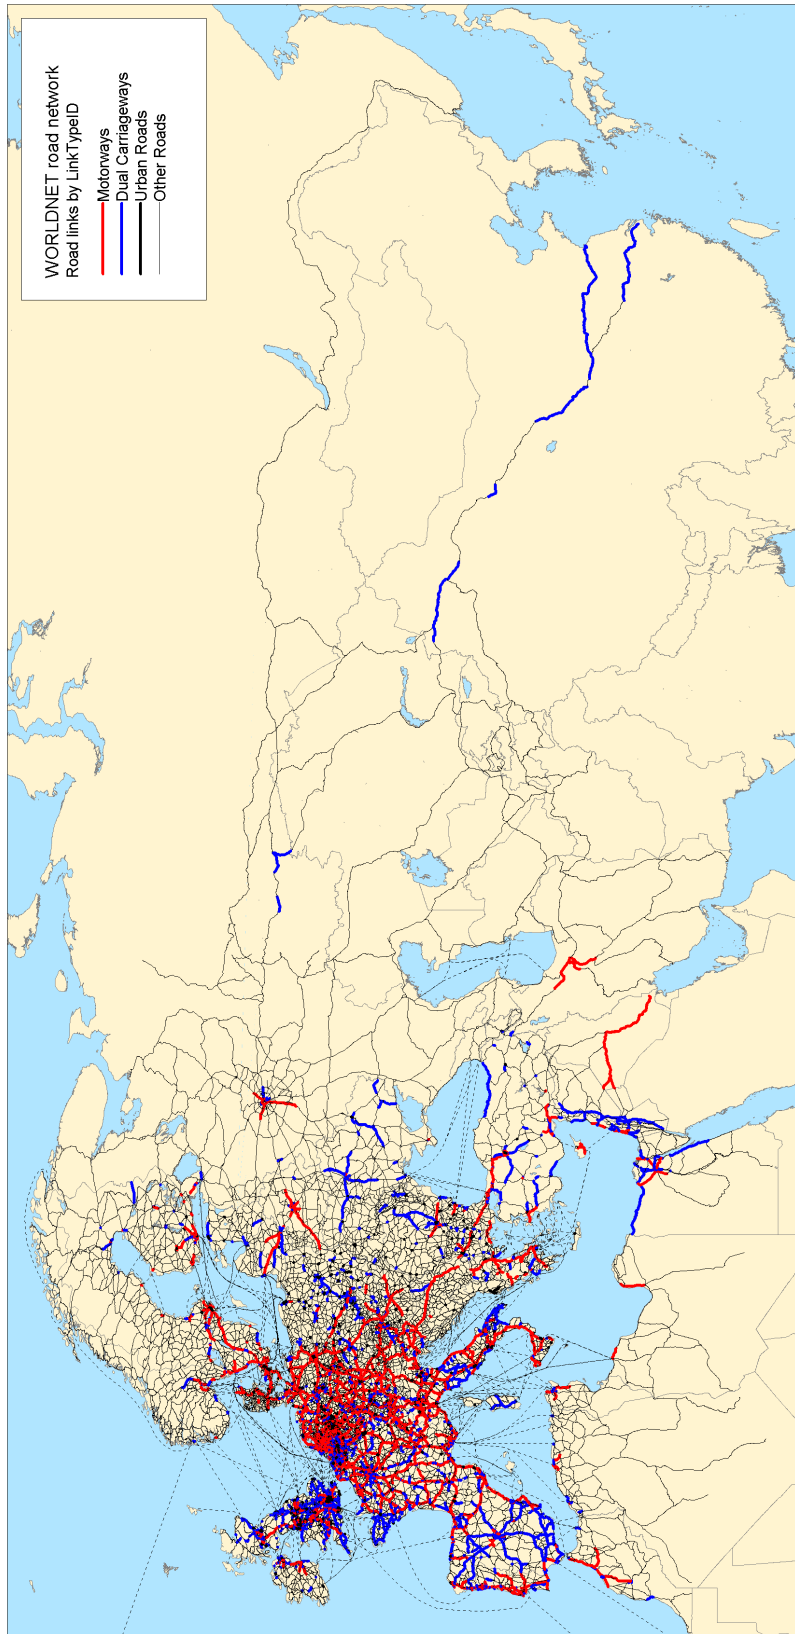 WORLDNET road network
Road links by LinkTypeID
Motorways
Dual Carriageways
Urban Roads
Other Roads